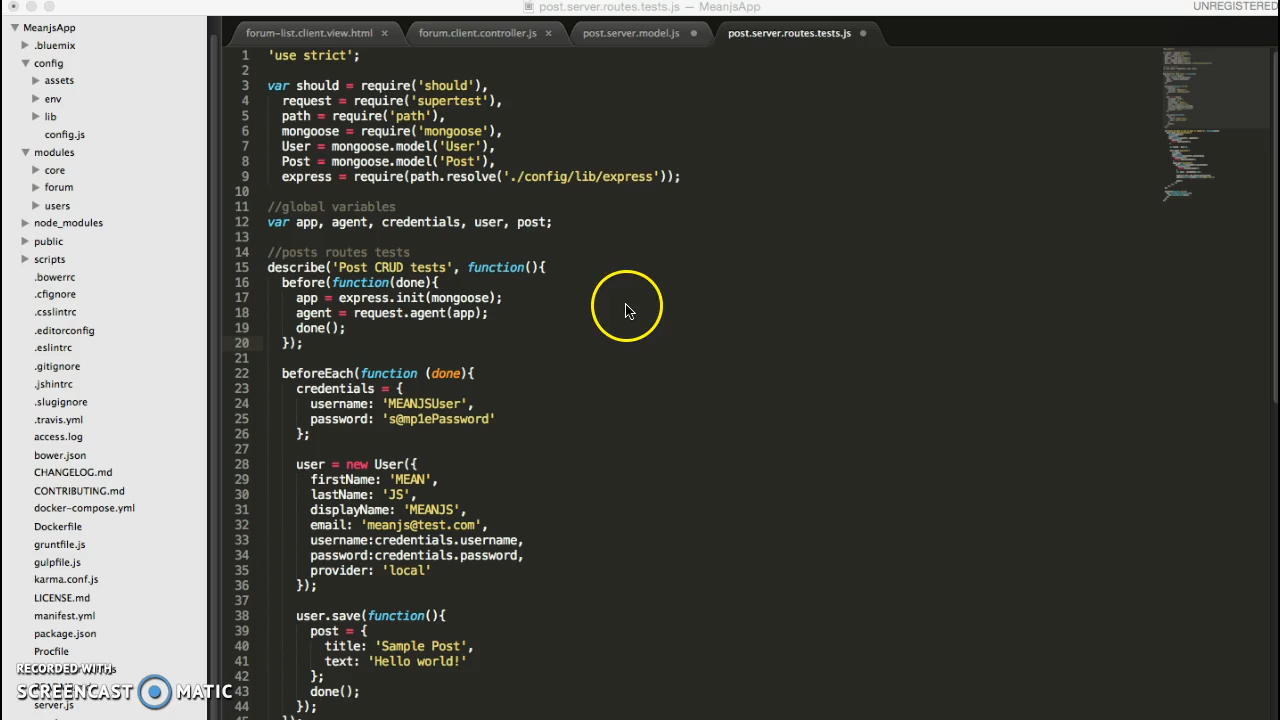 post.server.routes.tests.js — MeanjsApp
UNREGISTERED
MeanjsApp
.bluemix
config
assets
env
lib
config.js
modules
core
forum
users
node_modules
public
scripts
.bowerrc
.cfignore
.csslintrc
.editorconfig
.eslintrc
.gitignore
.jshintrc
.slugignore
.travis.yml
access.log
bower.json
CHANGELOG.md
CONTRIBUTING.md
docker-compose.yml
Dockerfile
gruntfile.js
gulpfile.js
karma.conf.js
LICENSE.md
manifest.yml
package.json
Procfile
server.js
RECORDED WITH
SCREENCAST MATIC
forum-list.client.view.html × forum.client.controller.js × post.server.model.js post.server.routes.tests.js
1 'use strict';
2
3 var should = require('should'),
4 request = require('supertest'),
5 path = require('path'),
6 mongoose = require('mongoose'),
7 User = mongoose.model('User'),
8 Post = mongoose.model('Post'),
9 express = require(path.resolve('./config/lib/express'));
10
11 //global variables
12 var app, agent, credentials, user, post;
13
14 //posts routes tests
15 describe('Post CRUD tests', function(){
16 before(function(done){
17 app = express.init(mongoose);
18 agent = request.agent(app);
19 done();
20 });
21
22 beforeEach(function (done){
23 credentials = {
24 username: 'MEANJSUser',
25 password: 's@mp1ePassword'
26 };
27
28 user = new User({
29 firstName: 'MEAN',
30 lastName: 'JS',
31 displayName: 'MEANJS',
32 email: 'meanjs@test.com',
33 username:credentials.username,
34 password:credentials.password,
35 provider: 'local'
36 });
37
38 user.save(function(){
39 post = {
40 title: 'Sample Post',
41 text: 'Hello world!'
42 };
43 done();
44 });